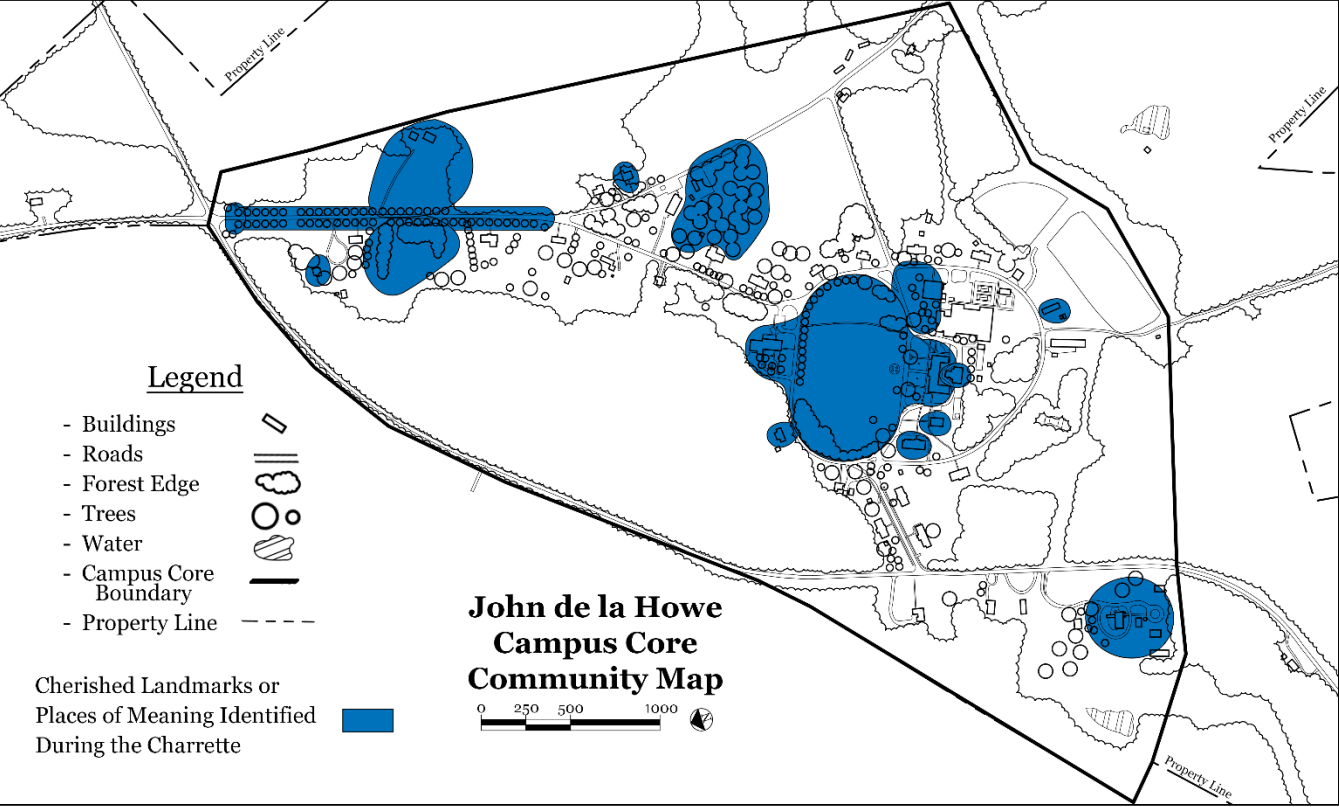 Property Line
Property Line
Legend
- Buildings
- Roads
- Forest Edge
- Trees
- Water
- Campus Core
Boundary
- Property Line
Cherished Landmarks or
Places of Meaning Identified
During the Charrette
John de la Howe
Campus Core
Community Map
0 250 500 1000
N
Property Line